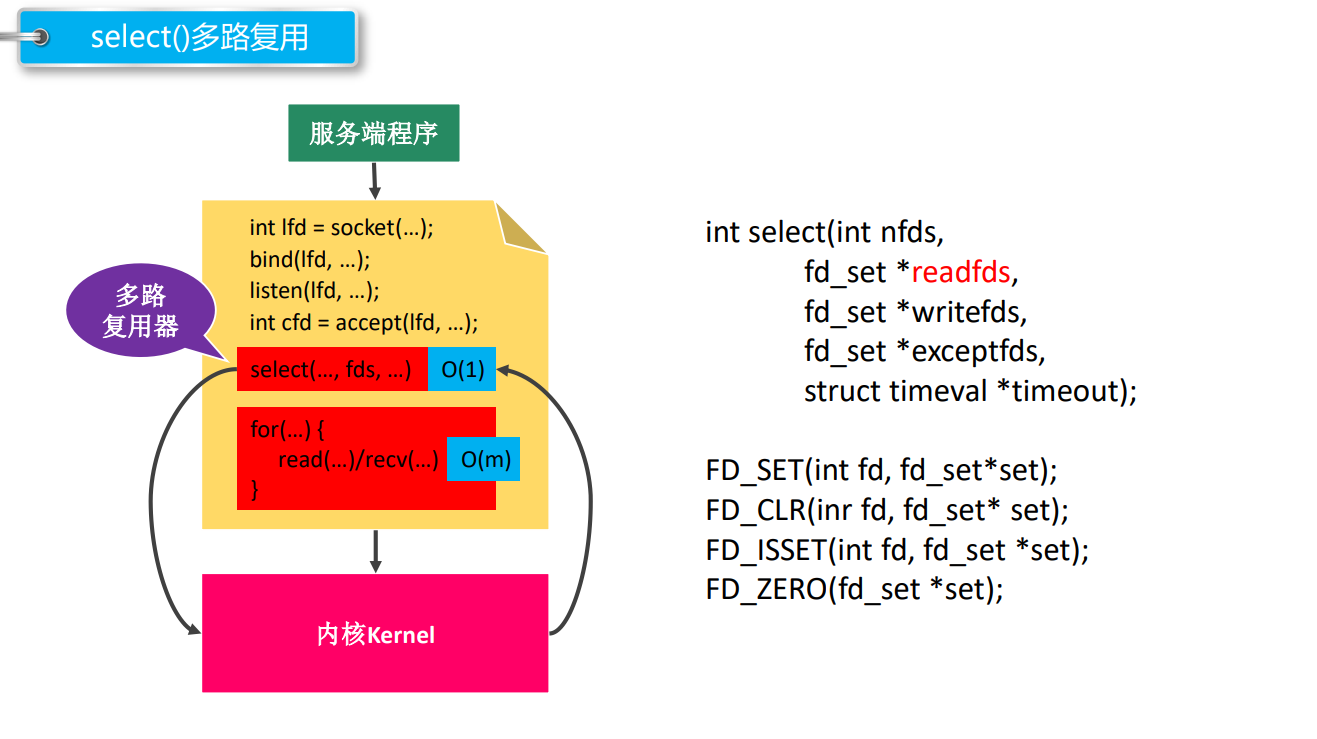 select()多路复用
服务端程序
int lfd = socket(…);
bind(lfd, …);
listen(lfd, …);
int cfd = accept(lfd, …);
多路
复用器
select(…, fds, …) O(1)
for(…) {
read(…)/recv(…) O(m)
}
内核Kernel
int select(int nfds,
fd_set *readfds,
fd_set *writefds,
fd_set *exceptfds,
struct timeval *timeout);
FD_SET(int fd, fd_set*set);
FD_CLR(inr fd, fd_set* set);
FD_ISSET(int fd, fd_set *set);
FD_ZERO(fd_set *set);